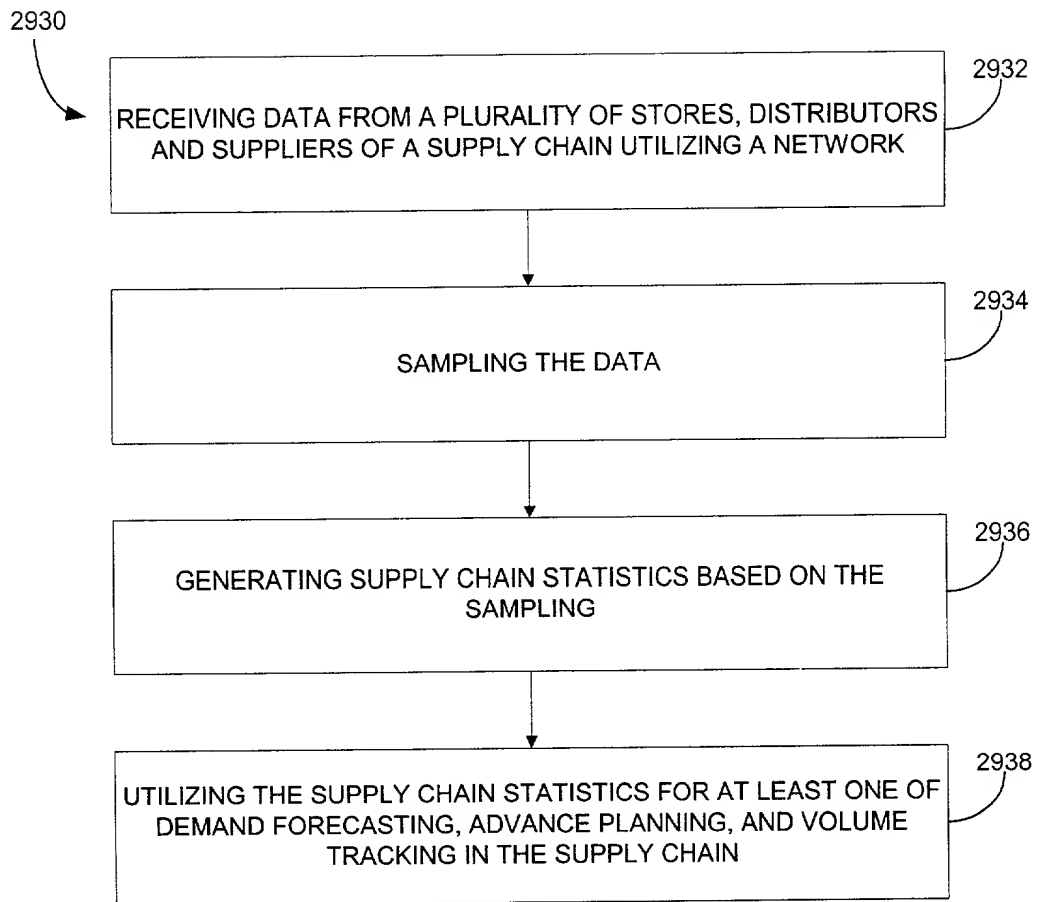 2930
2932
RECEIVING DATA FROM A PLURALITY OF STORES, DISTRIBUTORS
AND SUPPLIERS OF A SUPPLY CHAIN UTILIZING A NETWORK
2934
SAMPLING THE DATA
2936
GENERATING SUPPLY CHAIN STATISTICS BASED ON THE
SAMPLING
2938
UTILIZING THE SUPPLY CHAIN STATISTICS FOR AT LEAST ONE OF
DEMAND FORECASTING, ADVANCE PLANNING, AND VOLUME
TRACKING IN THE SUPPLY CHAIN